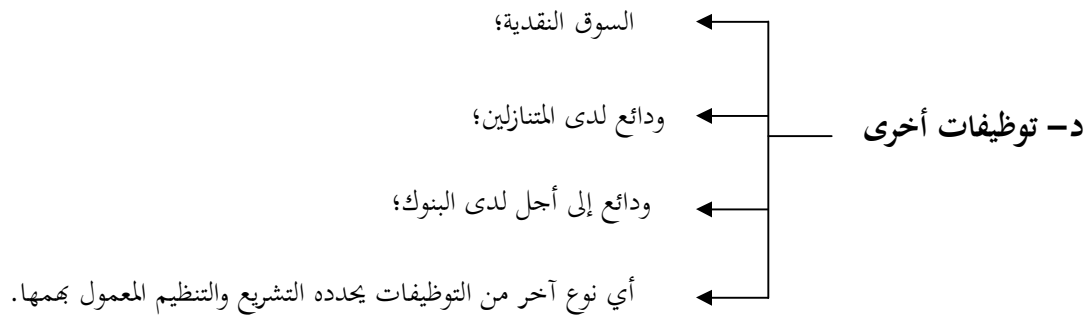 د– توظيفات أخرى
السوق النقدية؛
ودائع لدى المتنازلين؛
ودائع إلى أجل لدى البنوك؛
أي نوع آخر من التوظيفات يحدده التشريع والتنظيم المعمول بهمها.